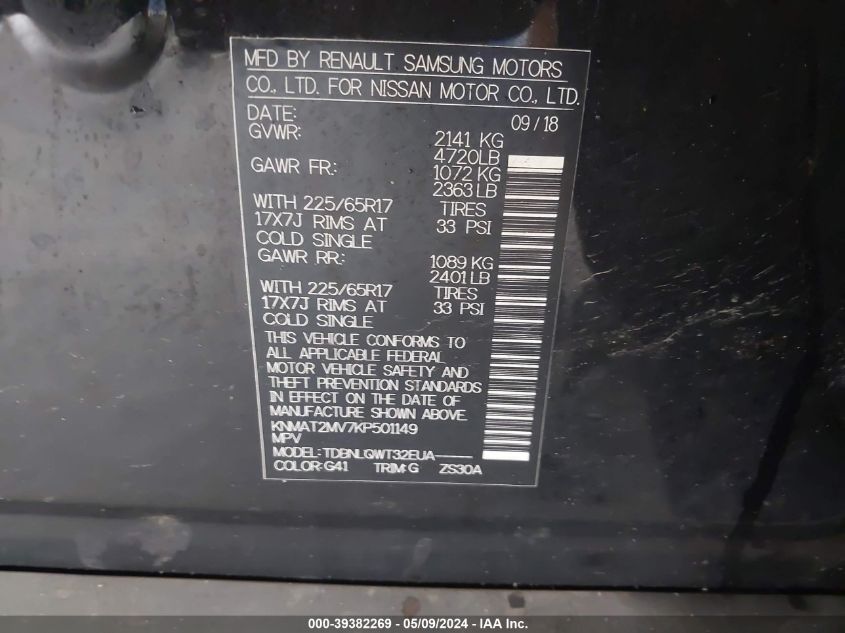 MFD BY RENAULT SAMSUNG MOTORS
CO., LTD. FOR NISSAN MOTOR CO., LTD.
DATE: 09/18
GVWR: 2141 KG
4720LB
GAWR FR: 1072 KG
2363 LB
WITH 225/65R17 TIRES
17X7J RIMS AT 33 PSI
COLD SINGLE
GAWR RR: 1089 KG
2401 LB
WITH 225/65R17 TIRES
17X7J RIMS AT 33 PSI
COLD SINGLE
THIS VEHICLE CONFORMS TO
ALL APPLICABLE FEDERAL
MOTOR VEHICLE SAFETY AND
THEFT PREVENTION STANDARDS
IN EFFECT ON THE DATE OF
MANUFACTURE SHOWN ABOVE.
KNMAT2MV7KP501149
MPV
MODEL: TDBNLGWT32EUA-----
COLOR: G41 TRIM: G ZS30A
000-39382269 - 05/09/2024 - IAA Inc.